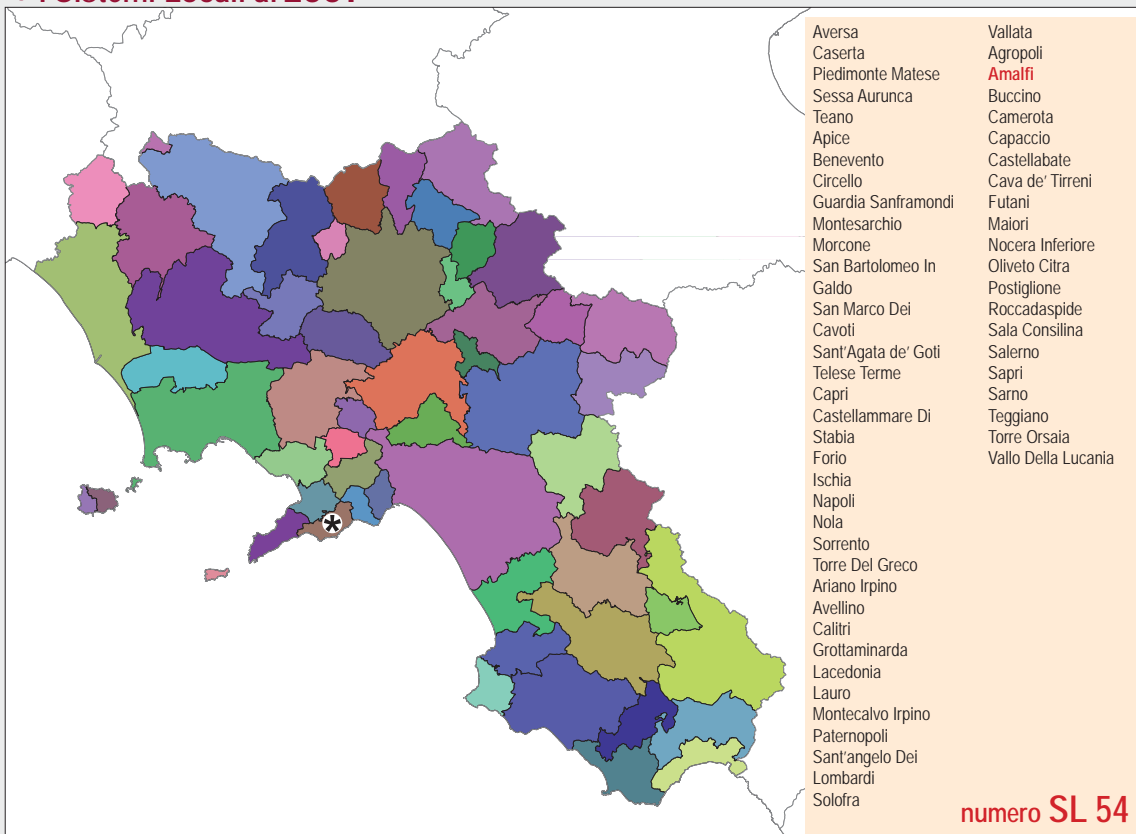 Aversa
Caserta
Piedimonte Matese
Sessa Aurunca
Teano
Apice
Benevento
Circello
Guardia Sanframondi
Montesarchio
Morcone
San Bartolomeo In
Galdo
San Marco Dei
Cavoti
Sant'Agata de' Goti
Telese Terme
Capri
Castellammare Di
Stabia
Forio
Ischia
Napoli
Nola
Sorrento
Torre Del Greco
Ariano Irpino
Avellino
Calitri
Grottaminarda
Lacedonia
Lauro
Montecalvo Irpino
Paternopoli
Sant'angelo Dei
Lombardi
Solofra
Vallata
Agropoli
Amalfi
Buccino
Camerota
Capaccio
Castellabate
Cava de' Tirreni
Futani
Maiori
Nocera Inferiore
Oliveto Citra
Postiglione
Roccadaspide
Sala Consilina
Salerno
Sapri
Sarno
Teggiano
Torre Orsaia
Vallo Della Lucania
*
numero SL 54